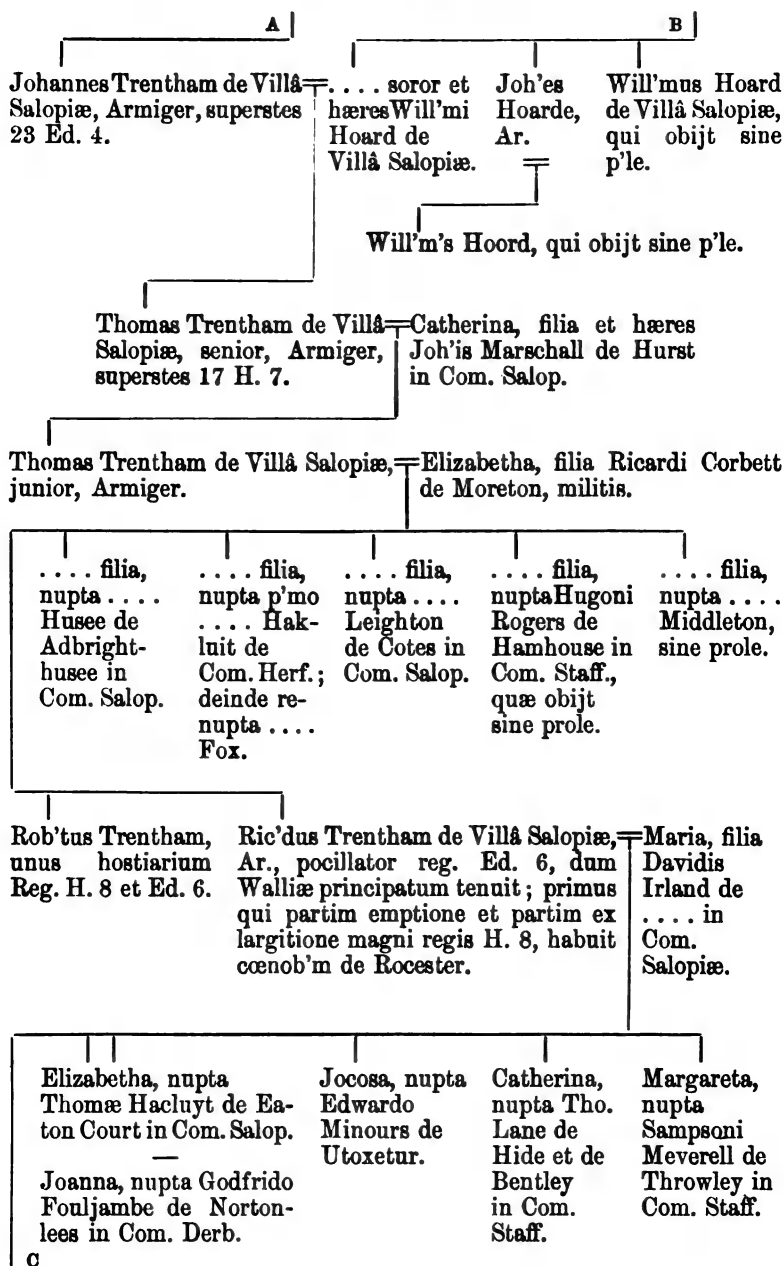 A
B
Johannes Trentham de Villâ
Salopiæ, Armiger, superstes
23 Ed. 4.
. . . . soror et
hæres Will'mi
Hoard de
Villâ Salopiæ.
Joh'es
Hoarde,
Ar.
Will'mus Hoard
de Villâ Salopiæ,
qui obijt sine
p'le.
Will'm's Hoord, qui obijt sine p'le.
Thomas Trentham de Villâ
Salopiæ, senior, Armiger,
superstes 17 H. 7.
Catherina, filia et hæres
Joh'is Marschall de Hurst
in Com. Salop.
Thomas Trentham de Villâ Salopiæ,
junior, Armiger.
Elizabetha, filia Ricardi Corbett
de Moreton, militis.
. . . . filia,
nupta . . . .
Husee de
Adbright-
husee in
Com. Salop.
. . . . filia,
nupta p'mo
. . . . Hak-
luit de
Com. Herf.;
deinde re-
nupta . . . .
Fox.
. . . . filia,
nupta . . . .
Leighton
de Cotes in
Com. Salop.
. . . . filia,
nupta Hugoni
Rogers de
Hamhouse in
Com. Staff.,
quæ obijt
sine prole.
. . . . filia,
nupta . . . .
Middleton,
sine prole.
Rob'tus Trentham,
unus hostiarium
Reg. H. 8 et Ed. 6.
Ric'dus Trentham de Villâ Salopiæ,
Ar., pocillator reg. Ed. 6, dum
Walliæ principatum tenuit; primus
qui partim emptione et partim ex
largitione magni regis H. 8, habuit
cœnob'm de Rocester.
Maria, filia
Davidis
Irland de
. . . . in
Com.
Salopiæ.
Elizabetha, nupta
Thomæ Hacluyt de Ea-
ton Court in Com. Salop.
—
Joanna, nupta Godfrido
Fouljambe de Norton-
lees in Com. Derb.
Jocosa, nupta
Edwardo
Minours de
Utoxetur.
Catherina,
nupta Tho.
Lane de
Hide et de
Bentley
in Com.
Staff.
Margareta,
nupta
Sampsoni
Meverell de
Throwley in
Com. Staff.
C